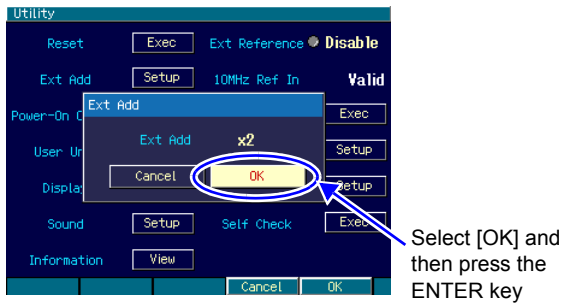 Utility
Reset Exec Ext Reference Disable
Ext Add Setup 10MHz Ref In Valid
Ext Add
Power-On Exec
Ext Add x2
User Setup
Cancel OK
Setup
Sound Setup Self Check Exec
Information View
Cancel OK
Select [OK] and
then press the
ENTER key